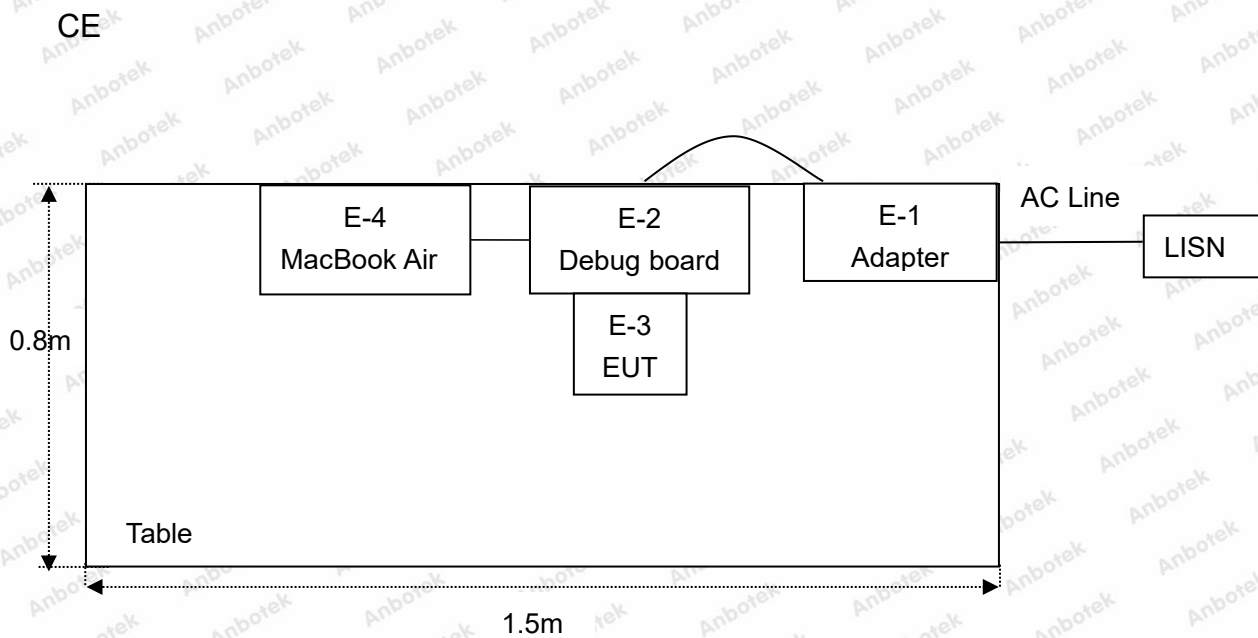 CE
E-4
MacBook Air
E-2
Debug board
E-1
Adapter
AC Line
LISN
E-3
EUT
0.8m
Table
1.5m
Anbotek